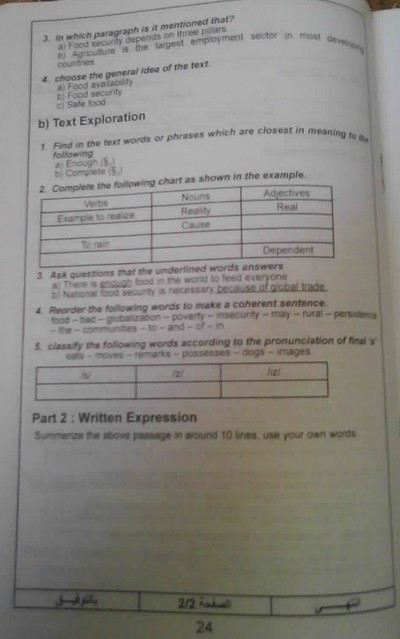 3. In which paragraph is it mentioned that?
a) Food security depends on three pillars.
b) Agriculture is the largest employment sector in most developing
countries
4. choose the general idea of the text.
a) Food availability
b) Food security
c) Safe food
b) Text Exploration
1. Find in the text words or phrases which are closest in meaning to the
following
a) Enough (§
b) Complete (§
2. Complete the following chart as shown in the example.
Verbs Nouns Adjectives
Example to realize Reality Real
Cause
To rain
Dependent
3. Ask questions that the underlined words answers
a) There is enough food in the world to feed everyone
b) National food security is necessary because of global trade.
4. Reorder the following words to make a coherent sentence.
food – bad – globalization – poverty – insecurity – may – rural – persistence
– the – communities – to – and – of – in
5. classify the following words according to the pronunciation of final 's'
eats – moves – remarks – possesses – dogs – images
/s/ /z/ /iz/
Part 2 : Written Expression
Summerize the above passage in around 10 lines, use your own words
انتهـــى الصفحة 2/2 بالتوفيـــق
24